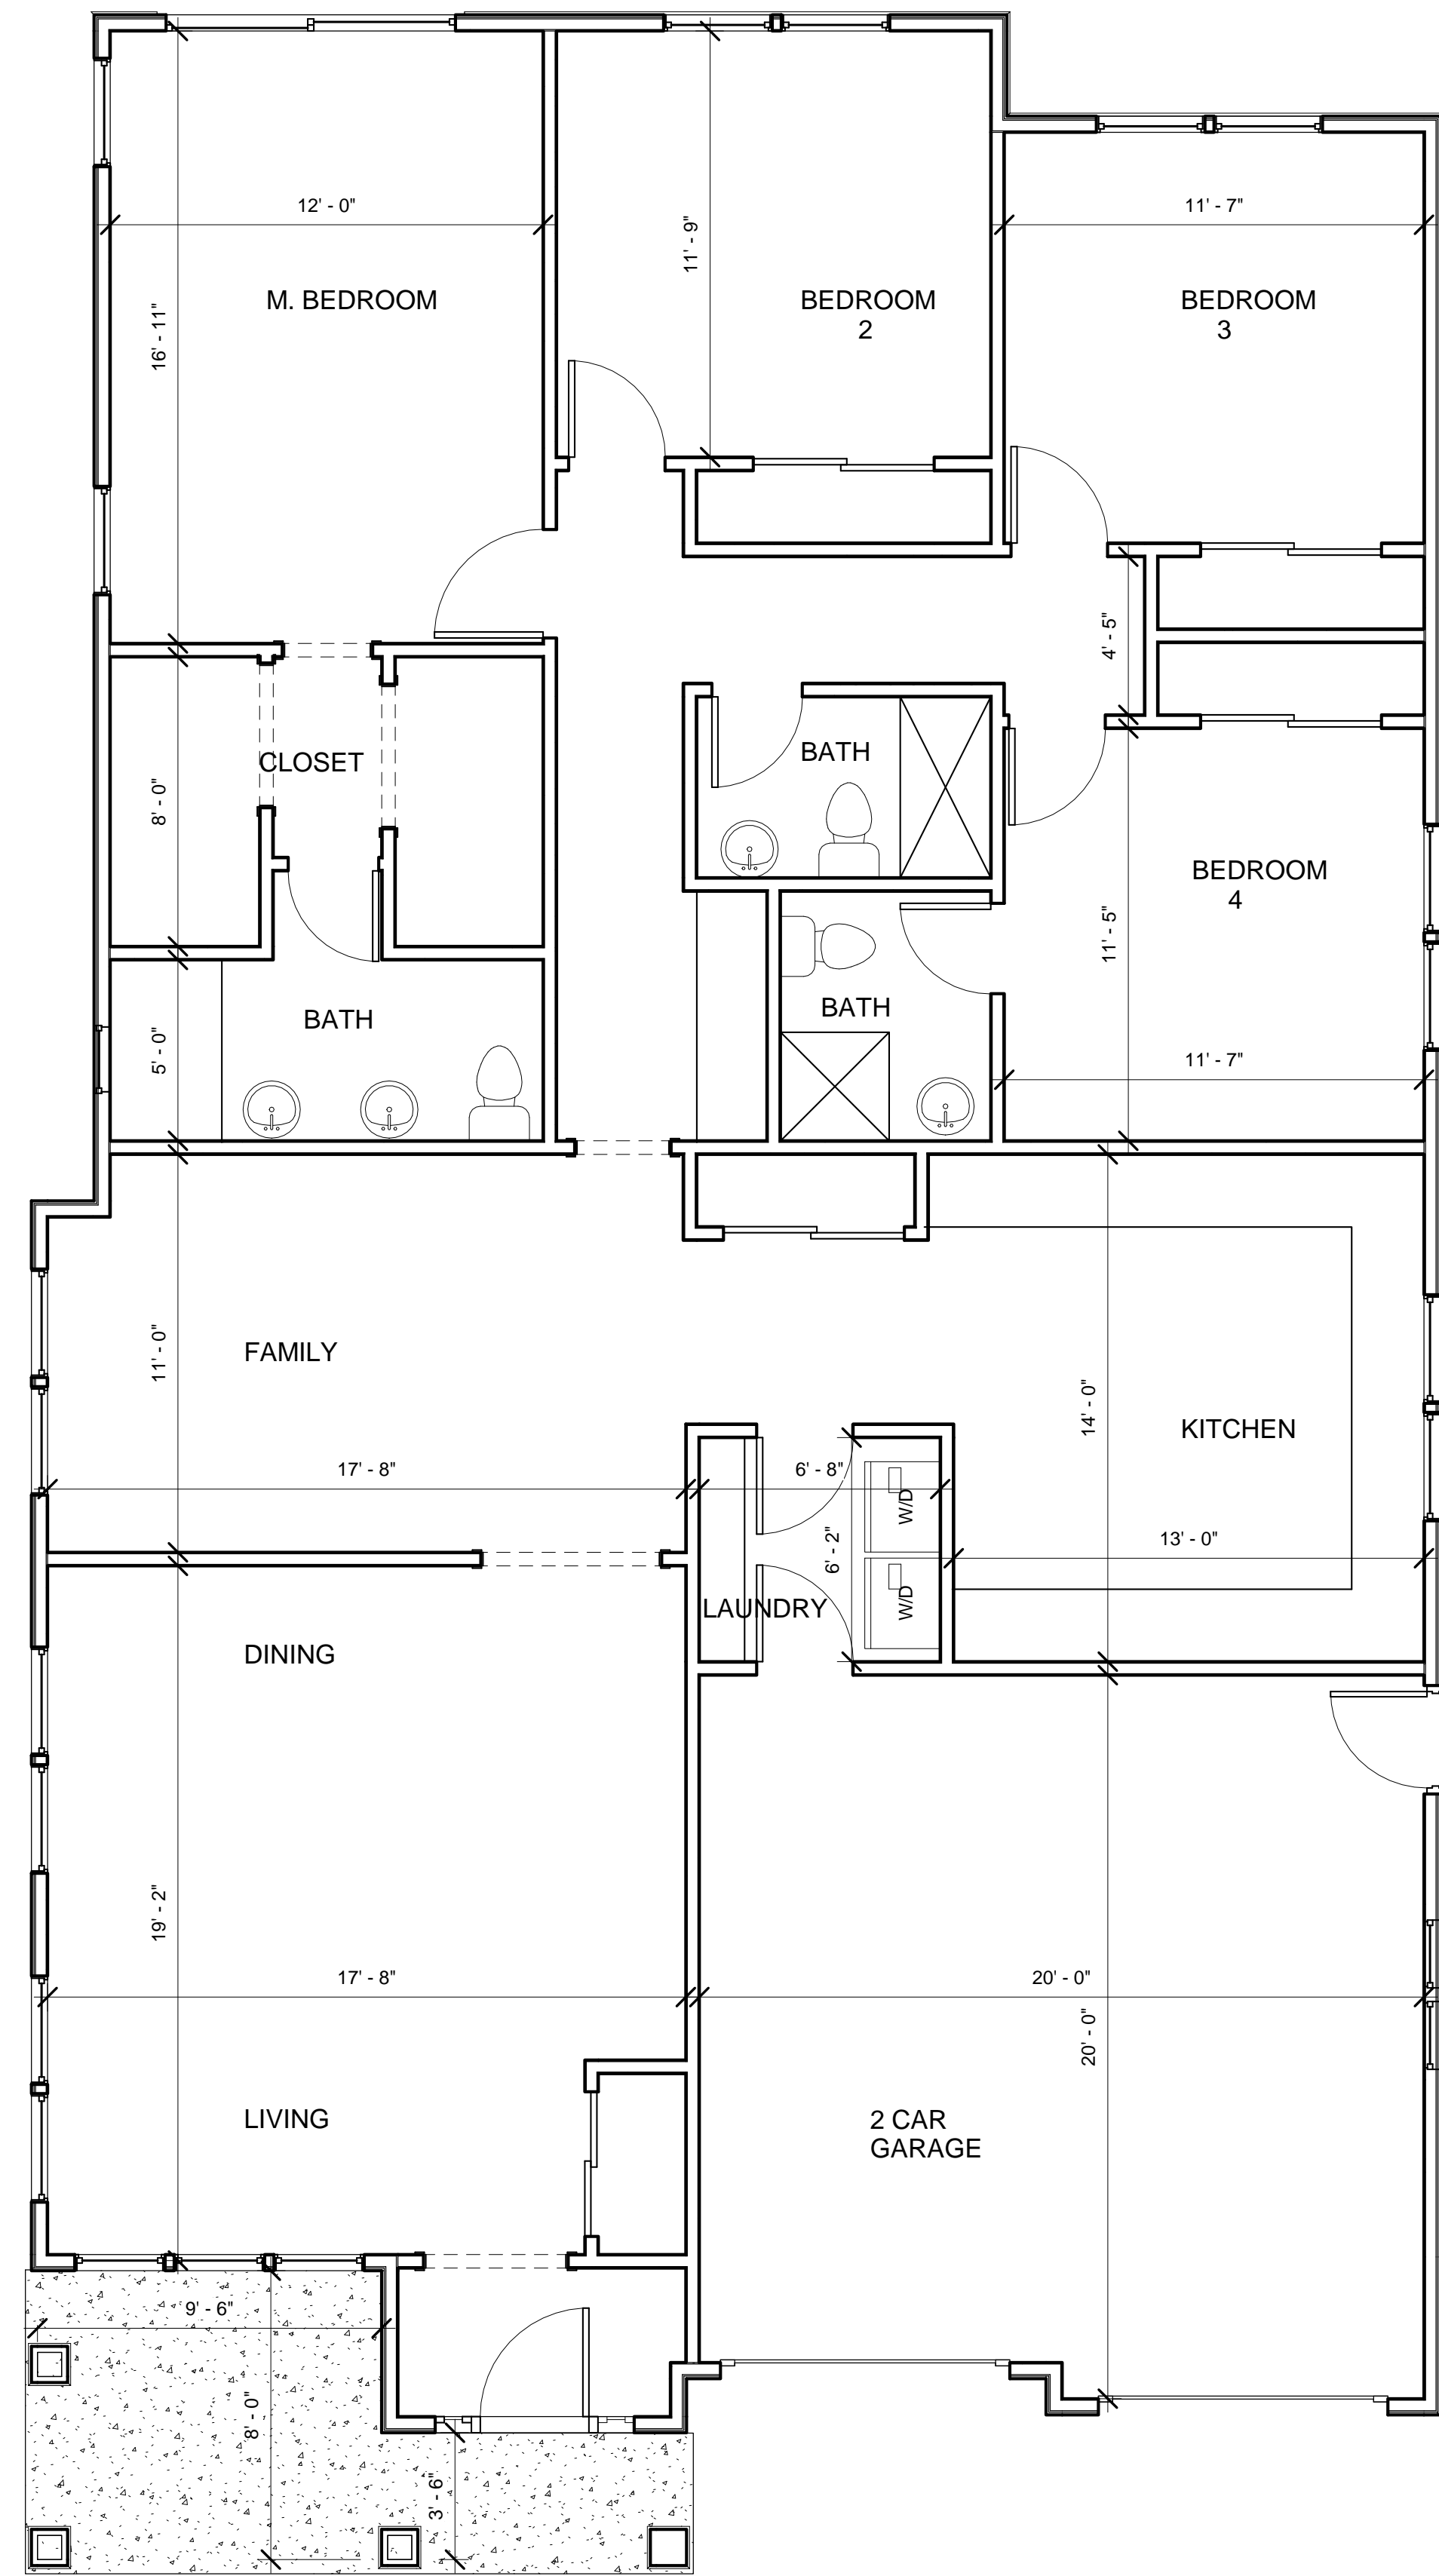 12' - 0"
11' - 9"
11' - 7"
M. BEDROOM
BEDROOM
2
BEDROOM
3
16' - 11"
4' - 5"
CLOSET
BATH
8' - 0"
BEDROOM
4
11' - 5"
BATH
BATH
5' - 0"
11' - 7"
FAMILY
11' - 0"
14' - 0"
KITCHEN
17' - 8"
6' - 8"
W/D
6' - 2"
13' - 0"
W/D
LAUNDRY
DINING
19' - 2"
17' - 8"
20' - 0"
20' - 0"
LIVING
2 CAR
GARAGE
9' - 6"
8' - 0"
3' - 6"